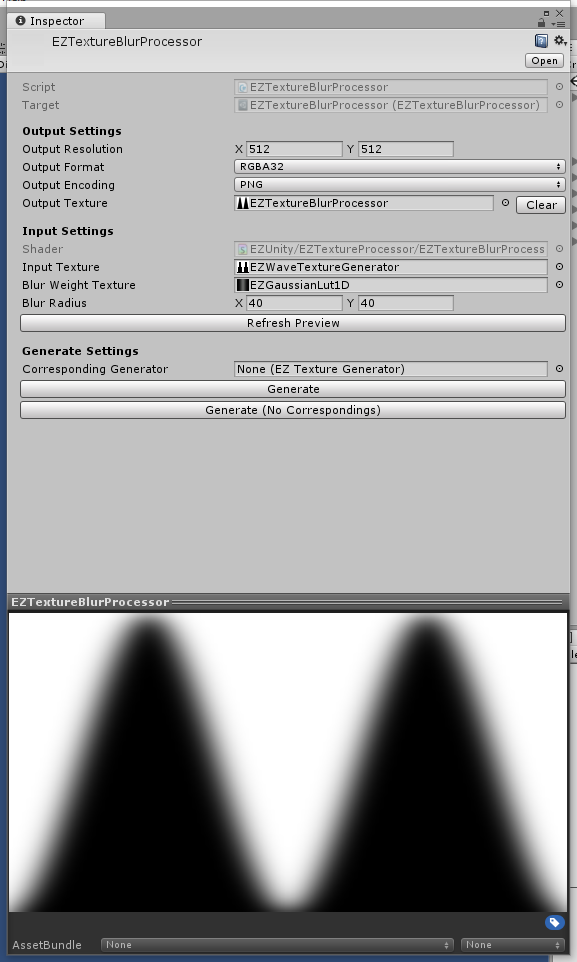 Inspector
EZTextureBlurProcessor
Open
Script EZTextureBlurProcessor
Target EZTextureBlurProcessor (EZTextureBlurProcessor)
Output Settings
Output Resolution X 512 Y 512
Output Format RGBA32
Output Encoding PNG
Output Texture EZTextureBlurProcessor Clear
Input Settings
Shader EZUnity/EZTextureProcessor/EZTextureBlurProcess
Input Texture EZWaveTextureGenerator
Blur Weight Texture EZGaussianLut1D
Blur Radius X 40 Y 40
Refresh Preview
Generate Settings
Corresponding Generator None (EZ Texture Generator)
Generate
Generate (No Correspondings)
EZTextureBlurProcessor
AssetBundle None None